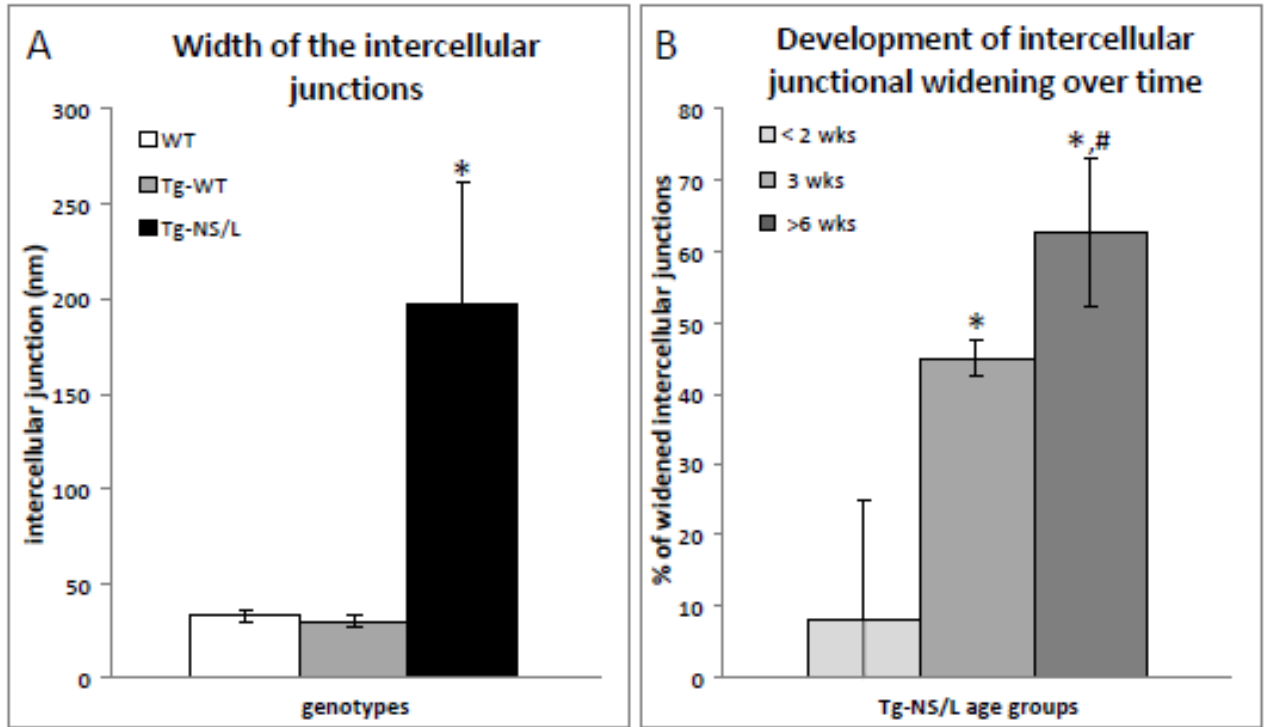 A
Width of the intercellular
junctions
300
250
200
150
100
50
0
intercellular junction (nm)
WT
Tg-WT
Tg-NS/L
*
genotypes
B
Development of intercellular
junctional widening over time
80
70
60
50
40
30
20
10
0
% of widened intercellular junctions
< 2 wks
3 wks
>6 wks
*
*,#
Tg-NS/L age groups